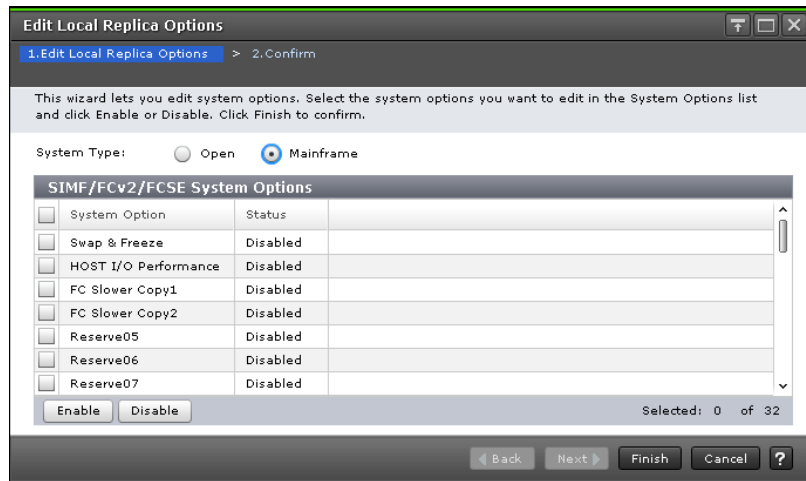 Edit Local Replica Options
1.Edit Local Replica Options > 2.Confirm
This wizard lets you edit system options. Select the system options you want to edit in the System Options list
and click Enable or Disable. Click Finish to confirm.
System Type: Open Mainframe
SIMF/FCv2/FCSE System Options
System Option Status
Swap & Freeze Disabled
HOST I/O Performance Disabled
FC Slower Copy1 Disabled
FC Slower Copy2 Disabled
Reserve05 Disabled
Reserve06 Disabled
Reserve07 Disabled
Enable Disable Selected: 0 of 32
Back Next Finish Cancel ?